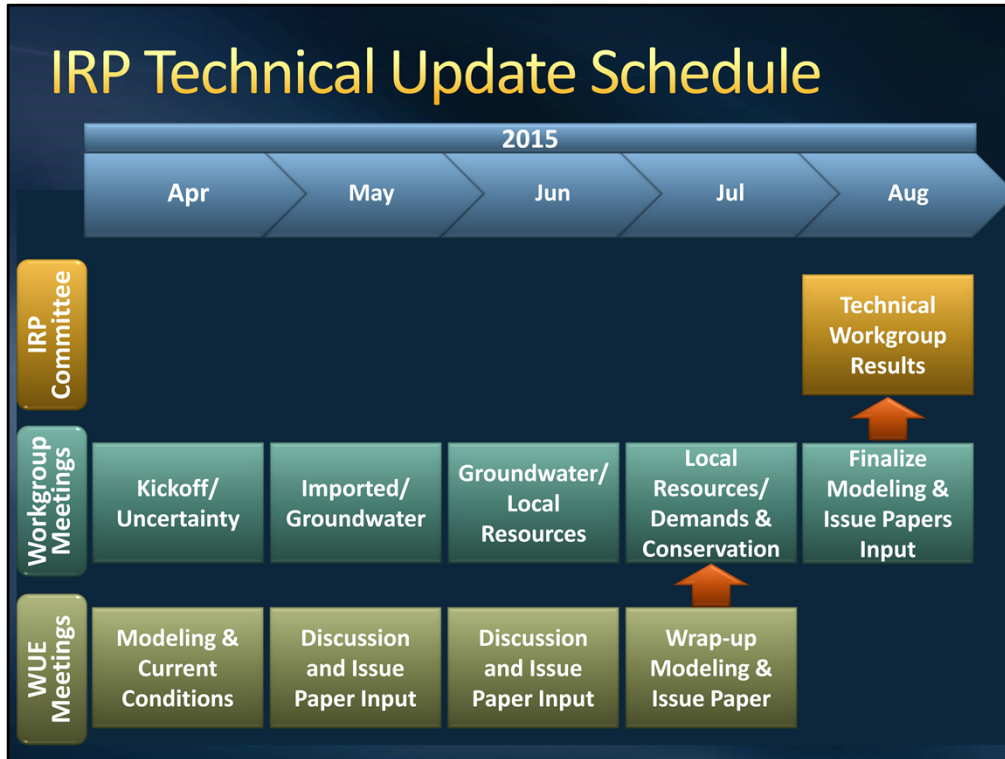 IRP Technical Update Schedule
2015
Apr
May
Jun
Jul
Aug
IRP
Committee
Technical
Workgroup
Results
Workgroup
Meetings
Kickoff/
Uncertainty
Imported/
Groundwater
Groundwater/
Local
Resources
Local
Resources/
Demands &
Conservation
Finalize
Modeling &
Issue Papers
Input
WUE
Meetings
Modeling &
Current
Conditions
Discussion
and Issue
Paper Input
Discussion
and Issue
Paper Input
Wrap-up
Modeling &
Issue Paper